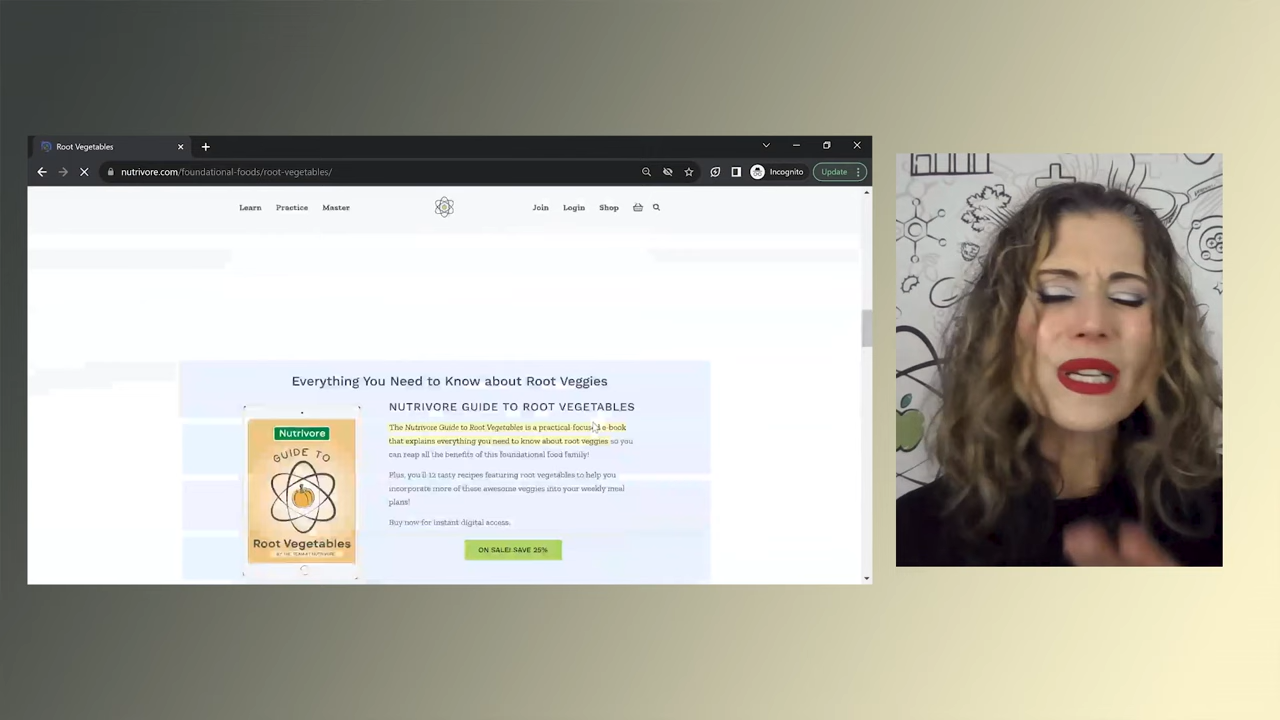 Root Vegetables
nutrivore.com/foundational-foods/root-vegetables/
Incognito
Update
Learn Practice Master
Join Login Shop
Everything You Need to Know about Root Veggies
NUTRIVORE GUIDE TO ROOT VEGETABLES
The Nutrivore Guide to Root Vegetables is a practical-focused e-book
that explains everything you need to know about root veggies so you
can reap all the benefits of this foundational food family!
Plus, you'll 12 tasty recipes featuring root vegetables to help you
incorporate more of these awesome veggies into your weekly meal
plans!
Buy now for instant digital access.
ON SALE! SAVE 25%
Nutrivore
GUIDE TO
Root Vegetables